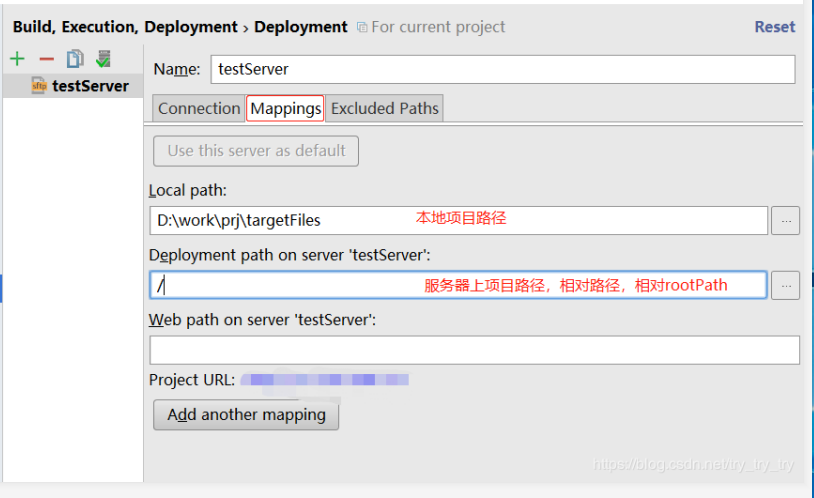 Build, Execution, Deployment › Deployment For current project Reset
Name: testServer
sftp testServer
Connection Mappings Excluded Paths
Use this server as default
Local path:
D:\work\prj\targetFiles 本地项目路径 ...
Deployment path on server 'testServer':
/ 服务器上项目路径，相对路径，相对rootPath ...
Web path on server 'testServer':
Project URL:
Add another mapping
https://blog.csdn.net/try_try_try